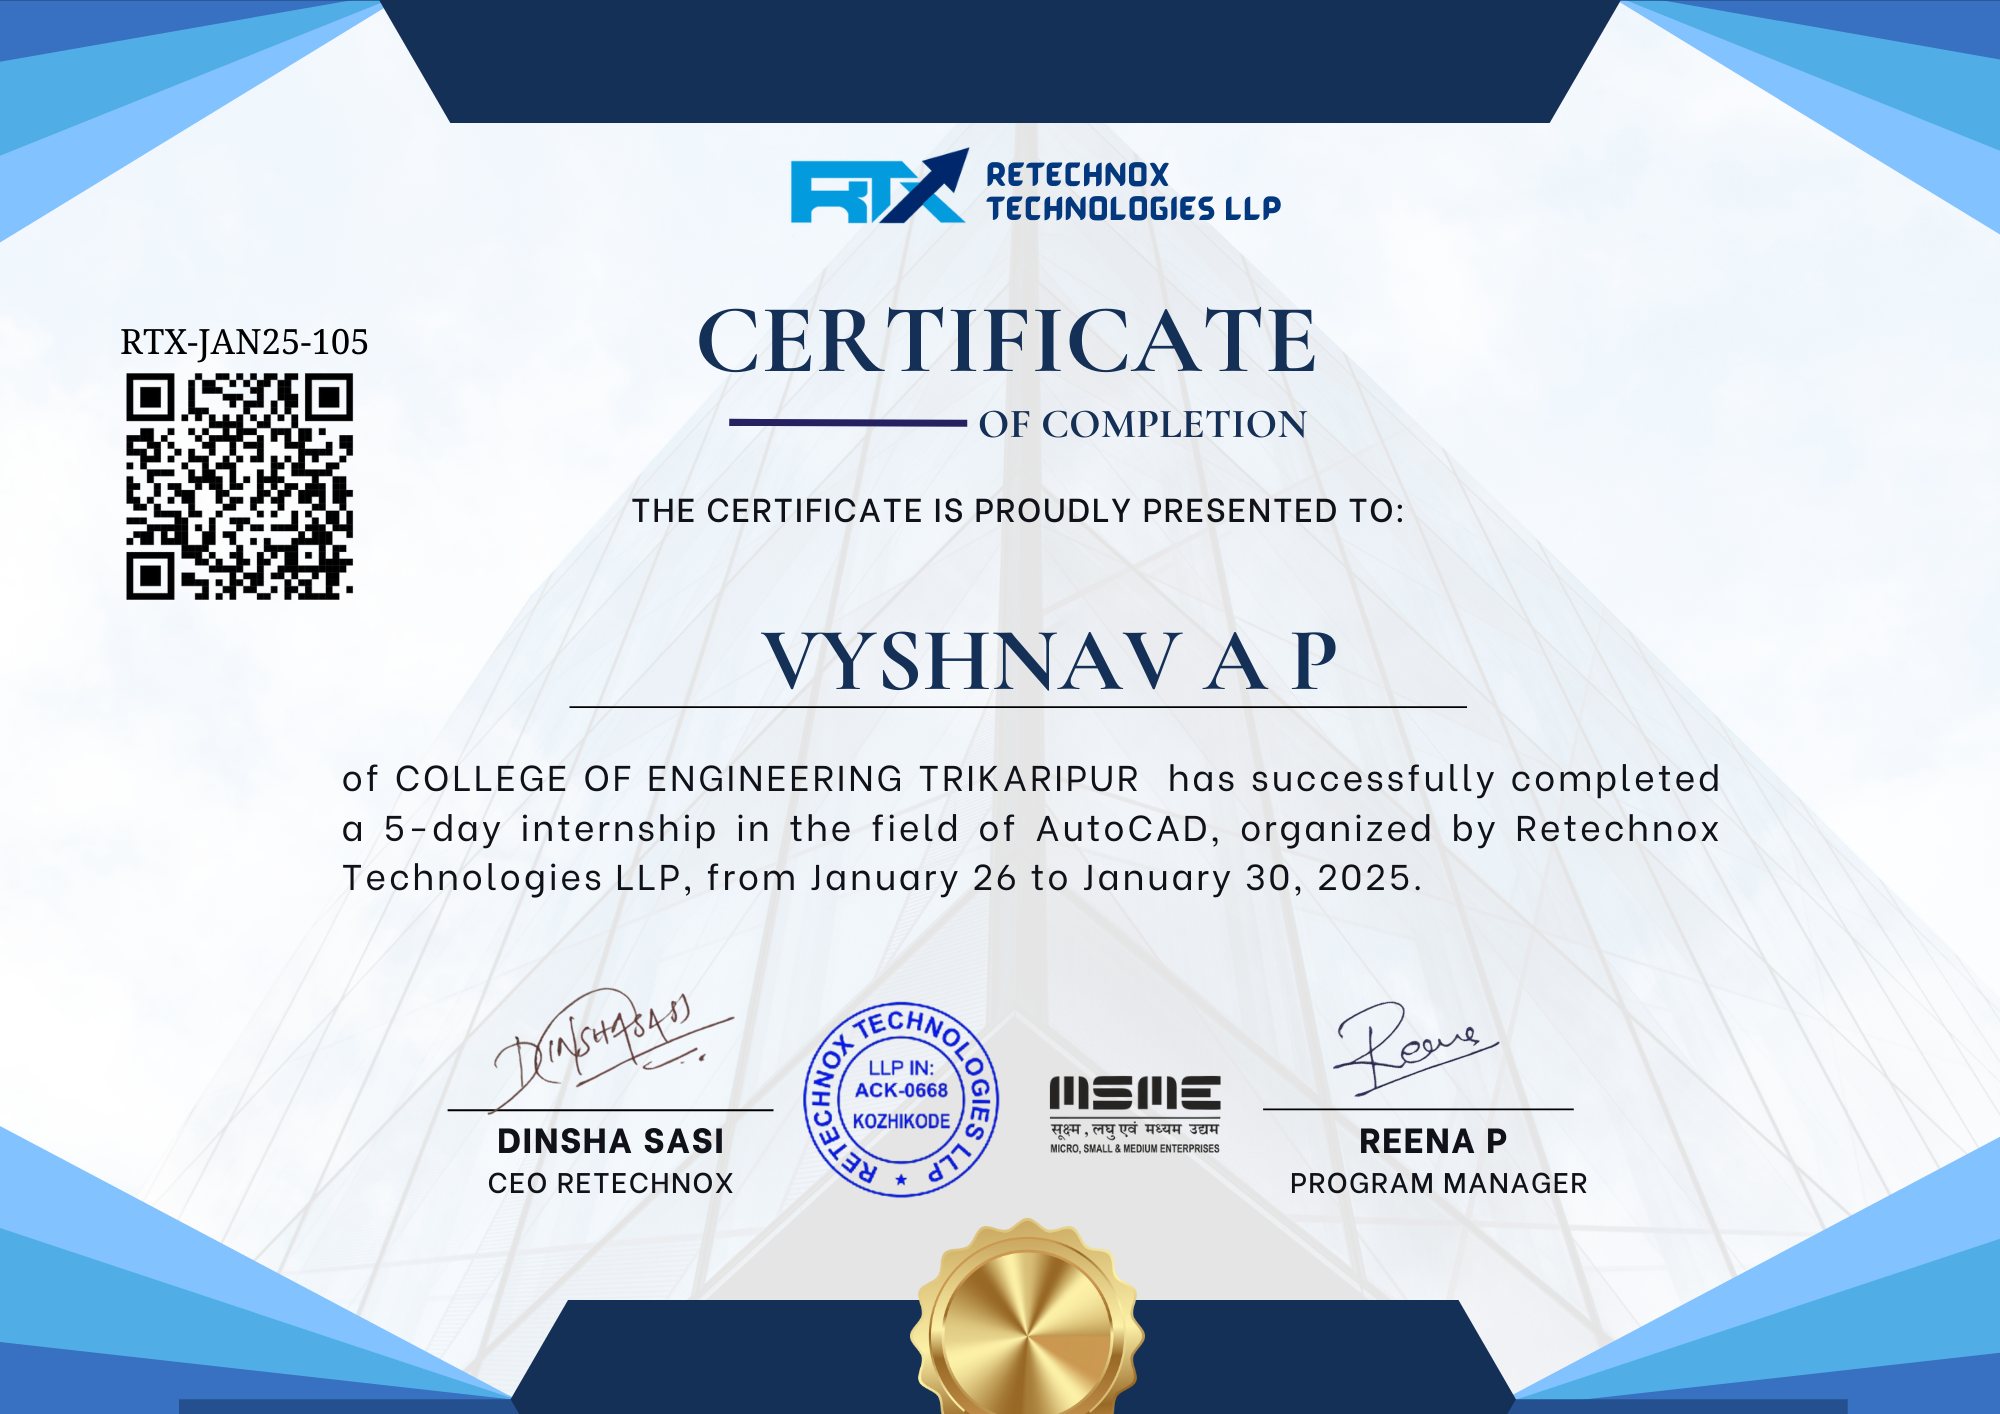 RTX
RETECHNOX
TECHNOLOGIES LLP
RTX-JAN25-105
CERTIFICATE
OF COMPLETION
THE CERTIFICATE IS PROUDLY PRESENTED TO:
VYSHNAV A P
of COLLEGE OF ENGINEERING TRIKARIPUR has successfully completed
a 5-day internship in the field of AutoCAD, organized by Retechnox
Technologies LLP, from January 26 to January 30, 2025.
DINSHASASI
DINSHA SASI
CEO RETECHNOX
RETECHNOX TECHNOLOGIES LLP
LLP IN:
ACK-0668
KOZHIKODE
MSME
सूक्ष्म, लघु एवं मध्यम उद्यम
MICRO, SMALL & MEDIUM ENTERPRISES
Reena
REENA P
PROGRAM MANAGER